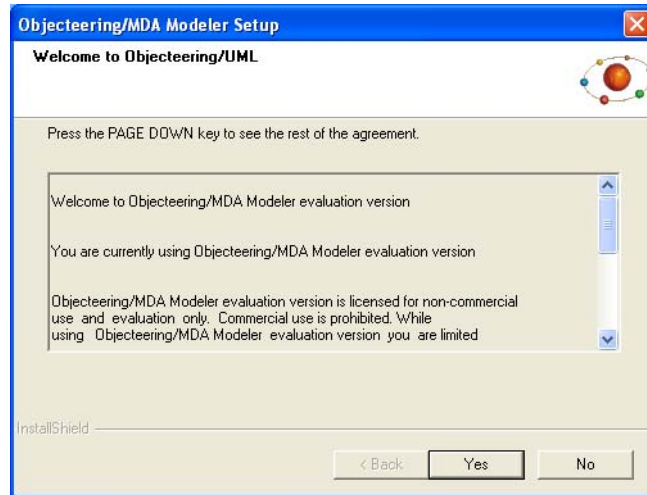 Objecteering/MDA Modeler Setup
Welcome to Objecteering/UML
Press the PAGE DOWN key to see the rest of the agreement.
Welcome to Objecteering/MDA Modeler evaluation version
You are currently using Objecteering/MDA Modeler evaluation version
Objecteering/MDA Modeler evaluation version is licensed for non-commercial
use and evaluation only. Commercial use is prohibited. While
using Objecteering/MDA Modeler evaluation version you are limited
InstallShield
< Back Yes No